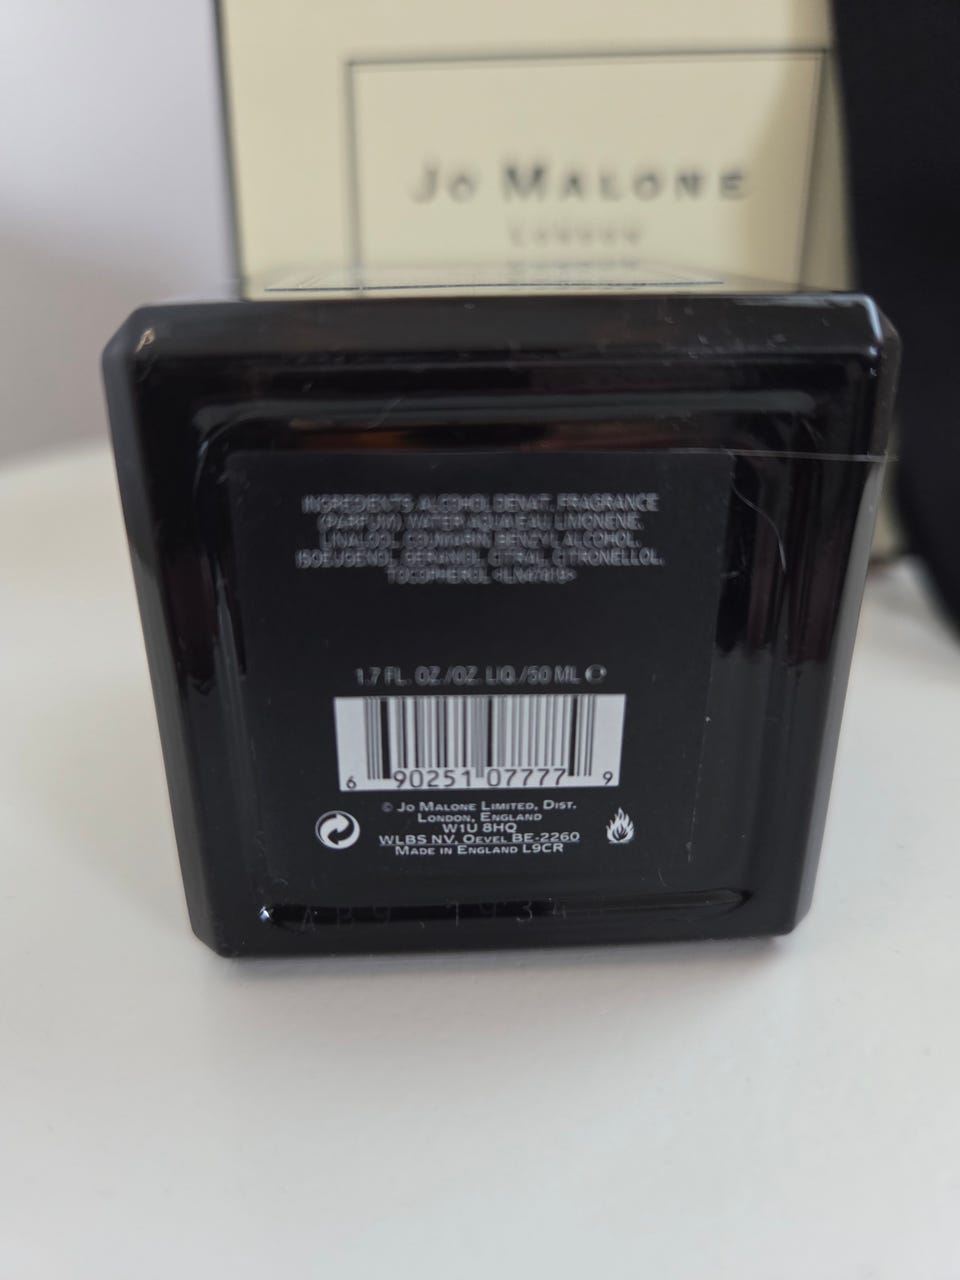 Jo Malone
London
INGREDIENTS ALCOHOL DENAT. FRAGRANCE
(PARFUM) WATER\AQUA\EAU LIMONENE,
LINALOOL, COUMARIN, BENZYL ALCOHOL,
ISOEUGENOL, GERANIOL, CITRAL, CITRONELLOL,
TOCOPHEROL
1.7 FL. OZ./OZ. LIQ./50 ML ℮
6 90251 07777 9
© Jo Malone Limited, Dist.
London, England
W1U 8HQ
WLBS NV, Oevel BE-2260
Made in England L9CR